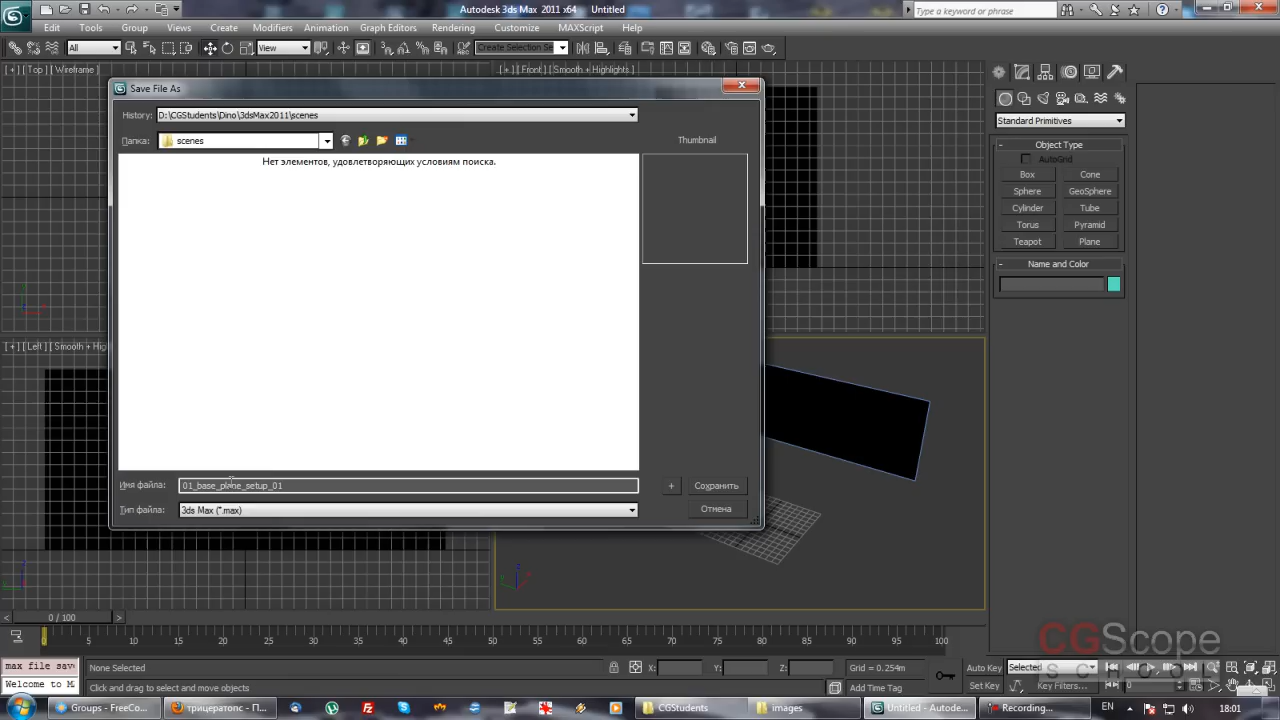 Autodesk 3ds Max 2011 x64    Untitled
Type a keyword or phrase
Edit Tools Group Views Create Modifiers Animation Graph Editors Rendering Customize MAXScript Help
All View Create Selection Se
[ + ] [ Top ] [ Wireframe ]
[ + ] [ Front ] [ Smooth + Highlights ]
Save File As
History: D:\CGStudents\Dino\3dsMax2011\scenes
Папка: scenes
Thumbnail
Нет элементов, удовлетворяющих условиям поиска.
Имя файла: 01_base_plane_setup_01
+ Сохранить
Тип файла: 3ds Max (*.max)
Отмена
Standard Primitives
- Object Type
AutoGrid
Box Cone
Sphere GeoSphere
Cylinder Tube
Torus Pyramid
Teapot Plane
- Name and Color
[ + ] [ Left ] [ Smooth + Hig
< 0 / 100 >
0 5 10 15 20 25 30 35 40 45 50 55 60 65 70 75 80 85 90 95 100
CGScope
SCHOOL
max file sav
None Selected X: Y: Z: Grid = 0.254m Auto Key Selected
Welcome to M
Click and drag to select and move objects Add Time Tag Set Key Key Filters... 0
Groups - FreeCo... трицератопс - П... CGStudents images Untitled - Autodesk... Recording... EN 18:01